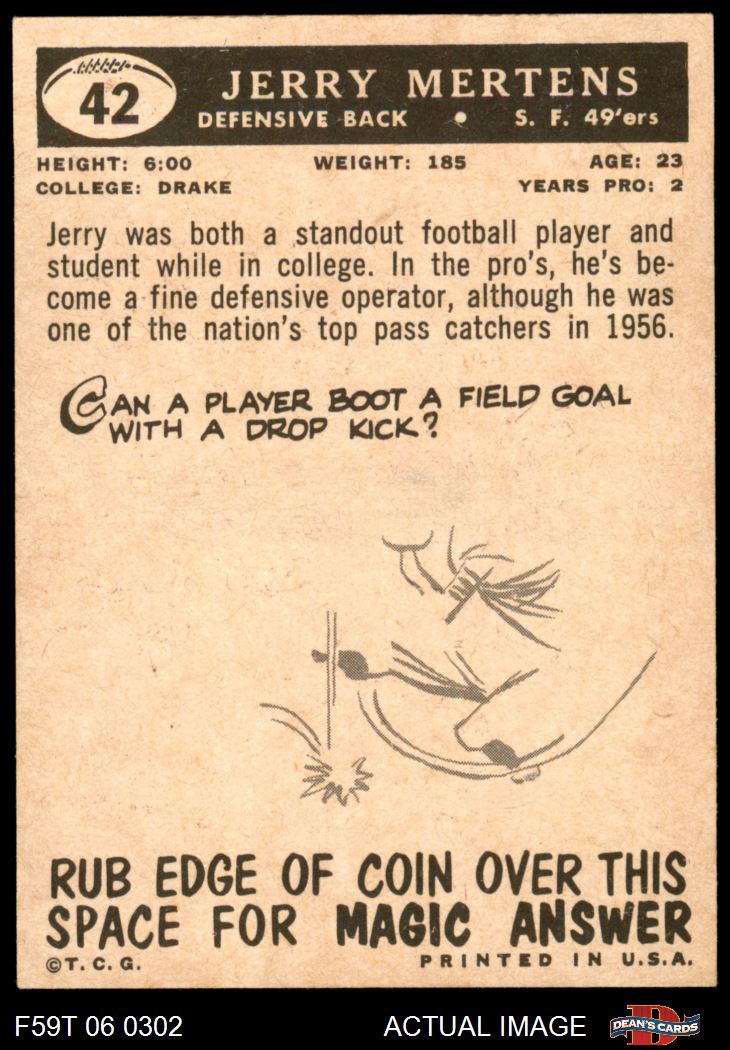 42
JERRY MERTENS
DEFENSIVE BACK • S. F. 49'ers
HEIGHT: 6:00 WEIGHT: 185 AGE: 23
COLLEGE: DRAKE YEARS PRO: 2
Jerry was both a standout football player and
student while in college. In the pro's, he's be-
come a fine defensive operator, although he was
one of the nation's top pass catchers in 1956.
CAN A PLAYER BOOT A FIELD GOAL
WITH A DROP KICK?
RUB EDGE OF COIN OVER THIS
SPACE FOR MAGIC ANSWER
©T. C. G. PRINTED IN U.S.A.
F59T 06 0302 ACTUAL IMAGE D DEAN'S CARDS